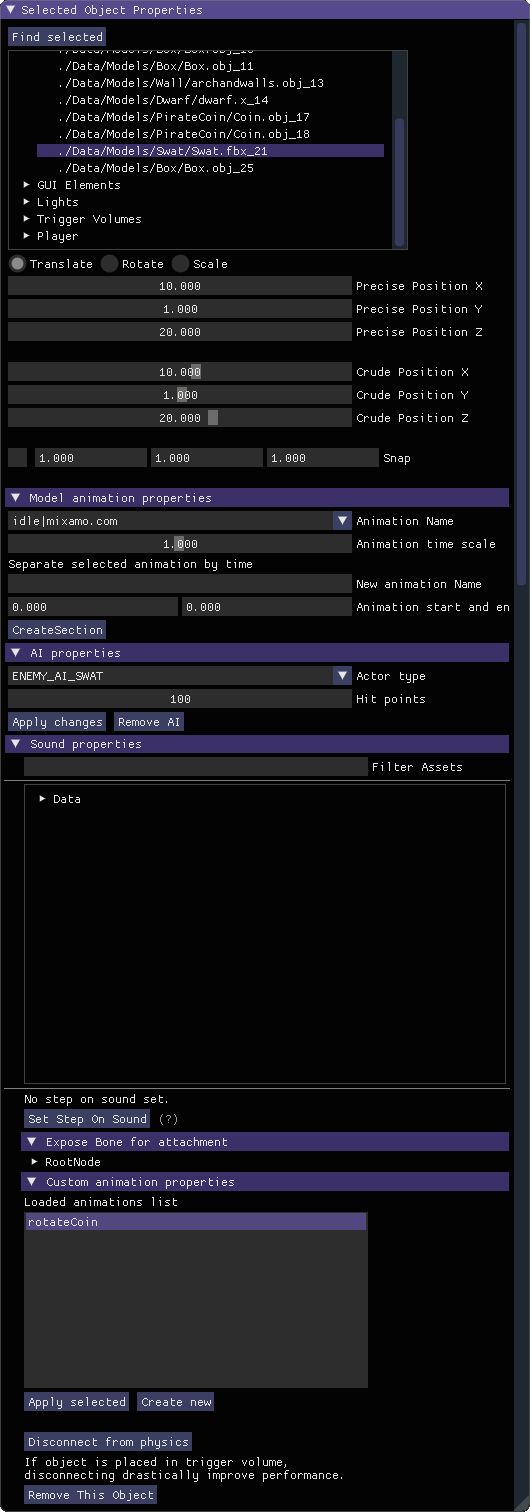 Selected Object Properties
Find selected
./Data/Models/Box/Box.obj_10
./Data/Models/Box/Box.obj_11
./Data/Models/Wall/archandwalls.obj_13
./Data/Models/Dwarf/dwarf.x_14
./Data/Models/PirateCoin/Coin.obj_17
./Data/Models/PirateCoin/Coin.obj_18
./Data/Models/Swat/Swat.fbx_21
./Data/Models/Box/Box.obj_25
GUI Elements
Lights
Trigger Volumes
Player
Translate Rotate Scale
10.000 Precise Position X
1.000 Precise Position Y
20.000 Precise Position Z
10.000 Crude Position X
1.000 Crude Position Y
20.000 Crude Position Z
1.000 1.000 1.000 Snap
Model animation properties
idle|mixamo.com Animation Name
1.000 Animation time scale
Separate selected animation by time
New animation Name
0.000 0.000 Animation start and en
CreateSection
AI properties
ENEMY_AI_SWAT Actor type
100 Hit points
Apply changes Remove AI
Sound properties
Filter Assets
Data
No step on sound set.
Set Step On Sound (?)
Expose Bone for attachment
RootNode
Custom animation properties
Loaded animations list
rotateCoin
Apply selected Create new
Disconnect from physics
If object is placed in trigger volume,
disconnecting drastically improve performance.
Remove This Object